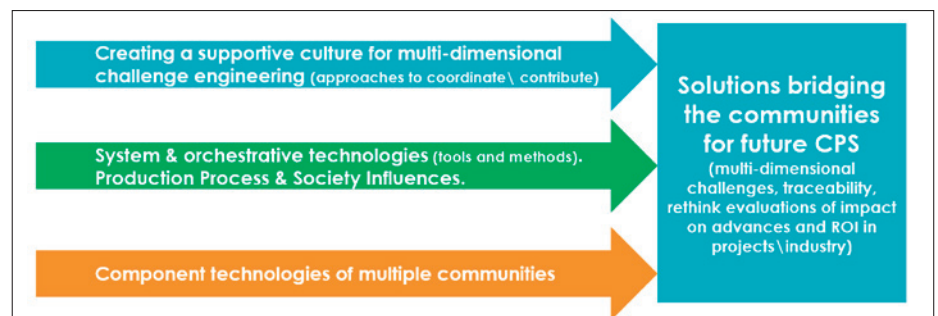 Creating a supportive culture for multi-dimensional
challenge engineering (approaches to coordinate\ contribute)
System & orchestrative technologies (tools and methods).
Production Process & Society Influences.
Component technologies of multiple communities
Solutions bridging
the communities
for future CPS
(multi-dimensional
challenges, traceability,
rethink evaluations of impact
on advances and ROI in
projects\industry)